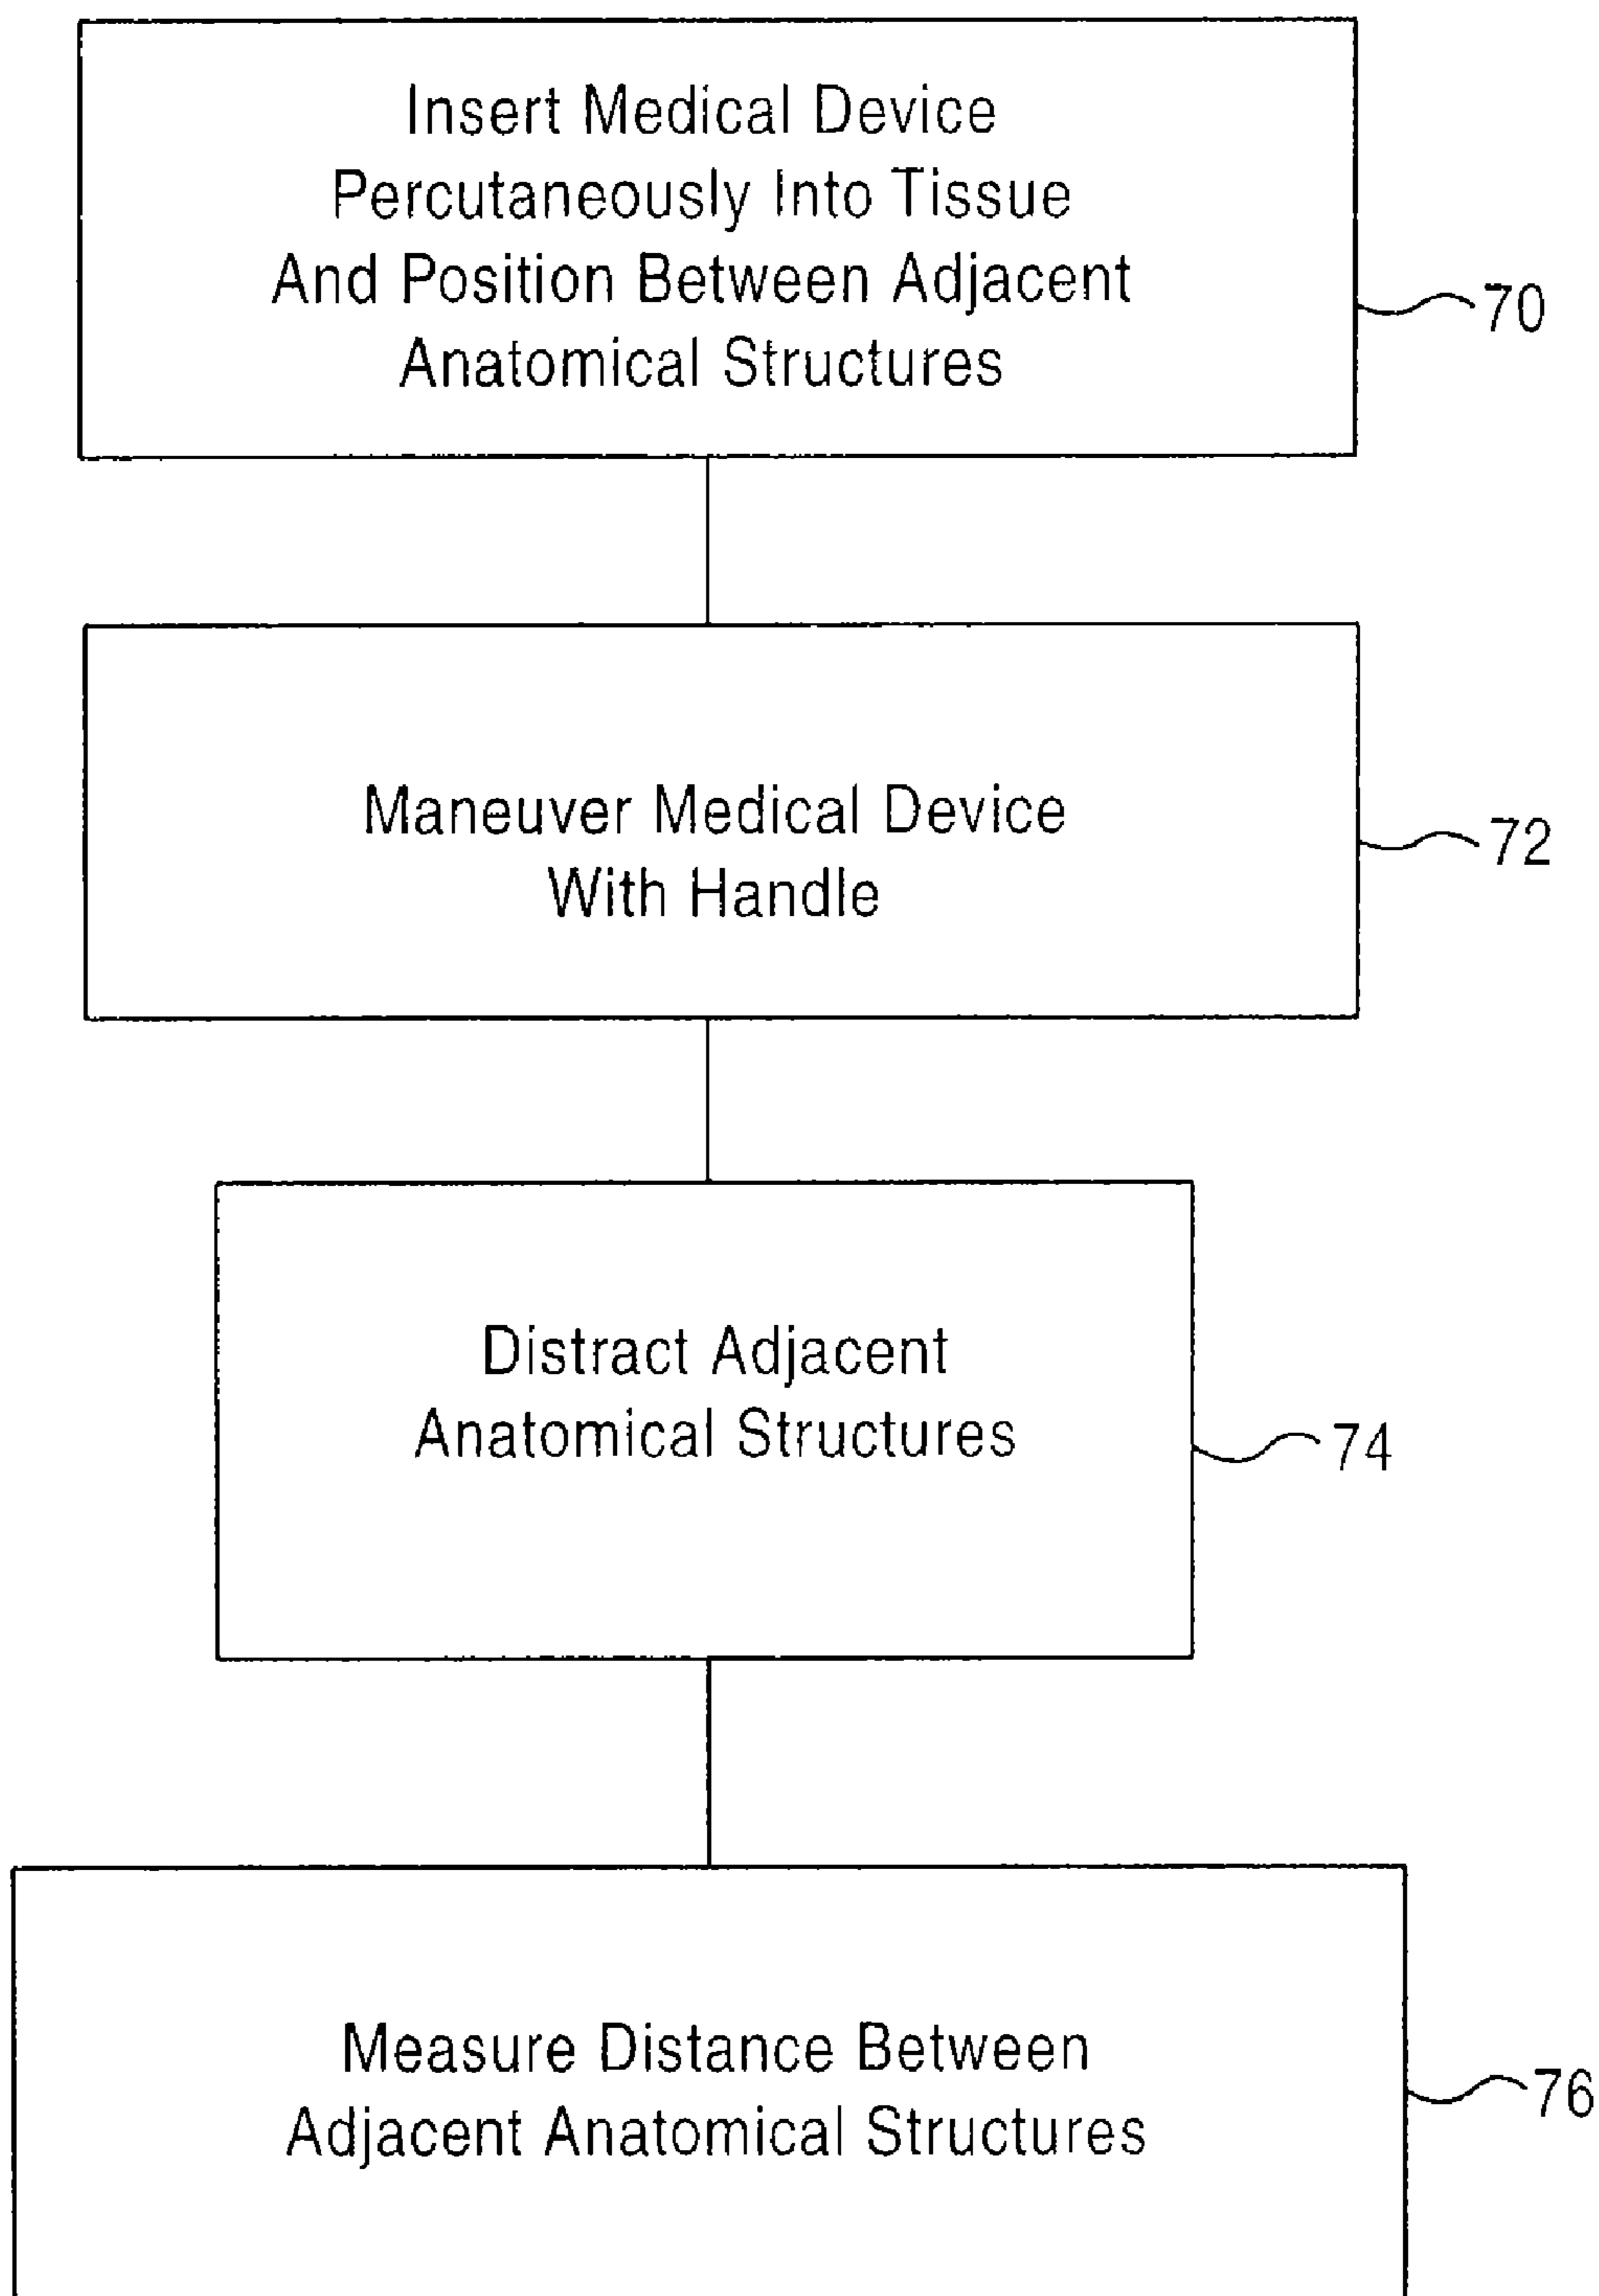 Insert Medical Device
Percutaneously Into Tissue
And Position Between Adjacent
Anatomical Structures
70
Maneuver Medical Device
With Handle
72
Distract Adjacent
Anatomical Structures
74
Measure Distance Between
Adjacent Anatomical Structures
76